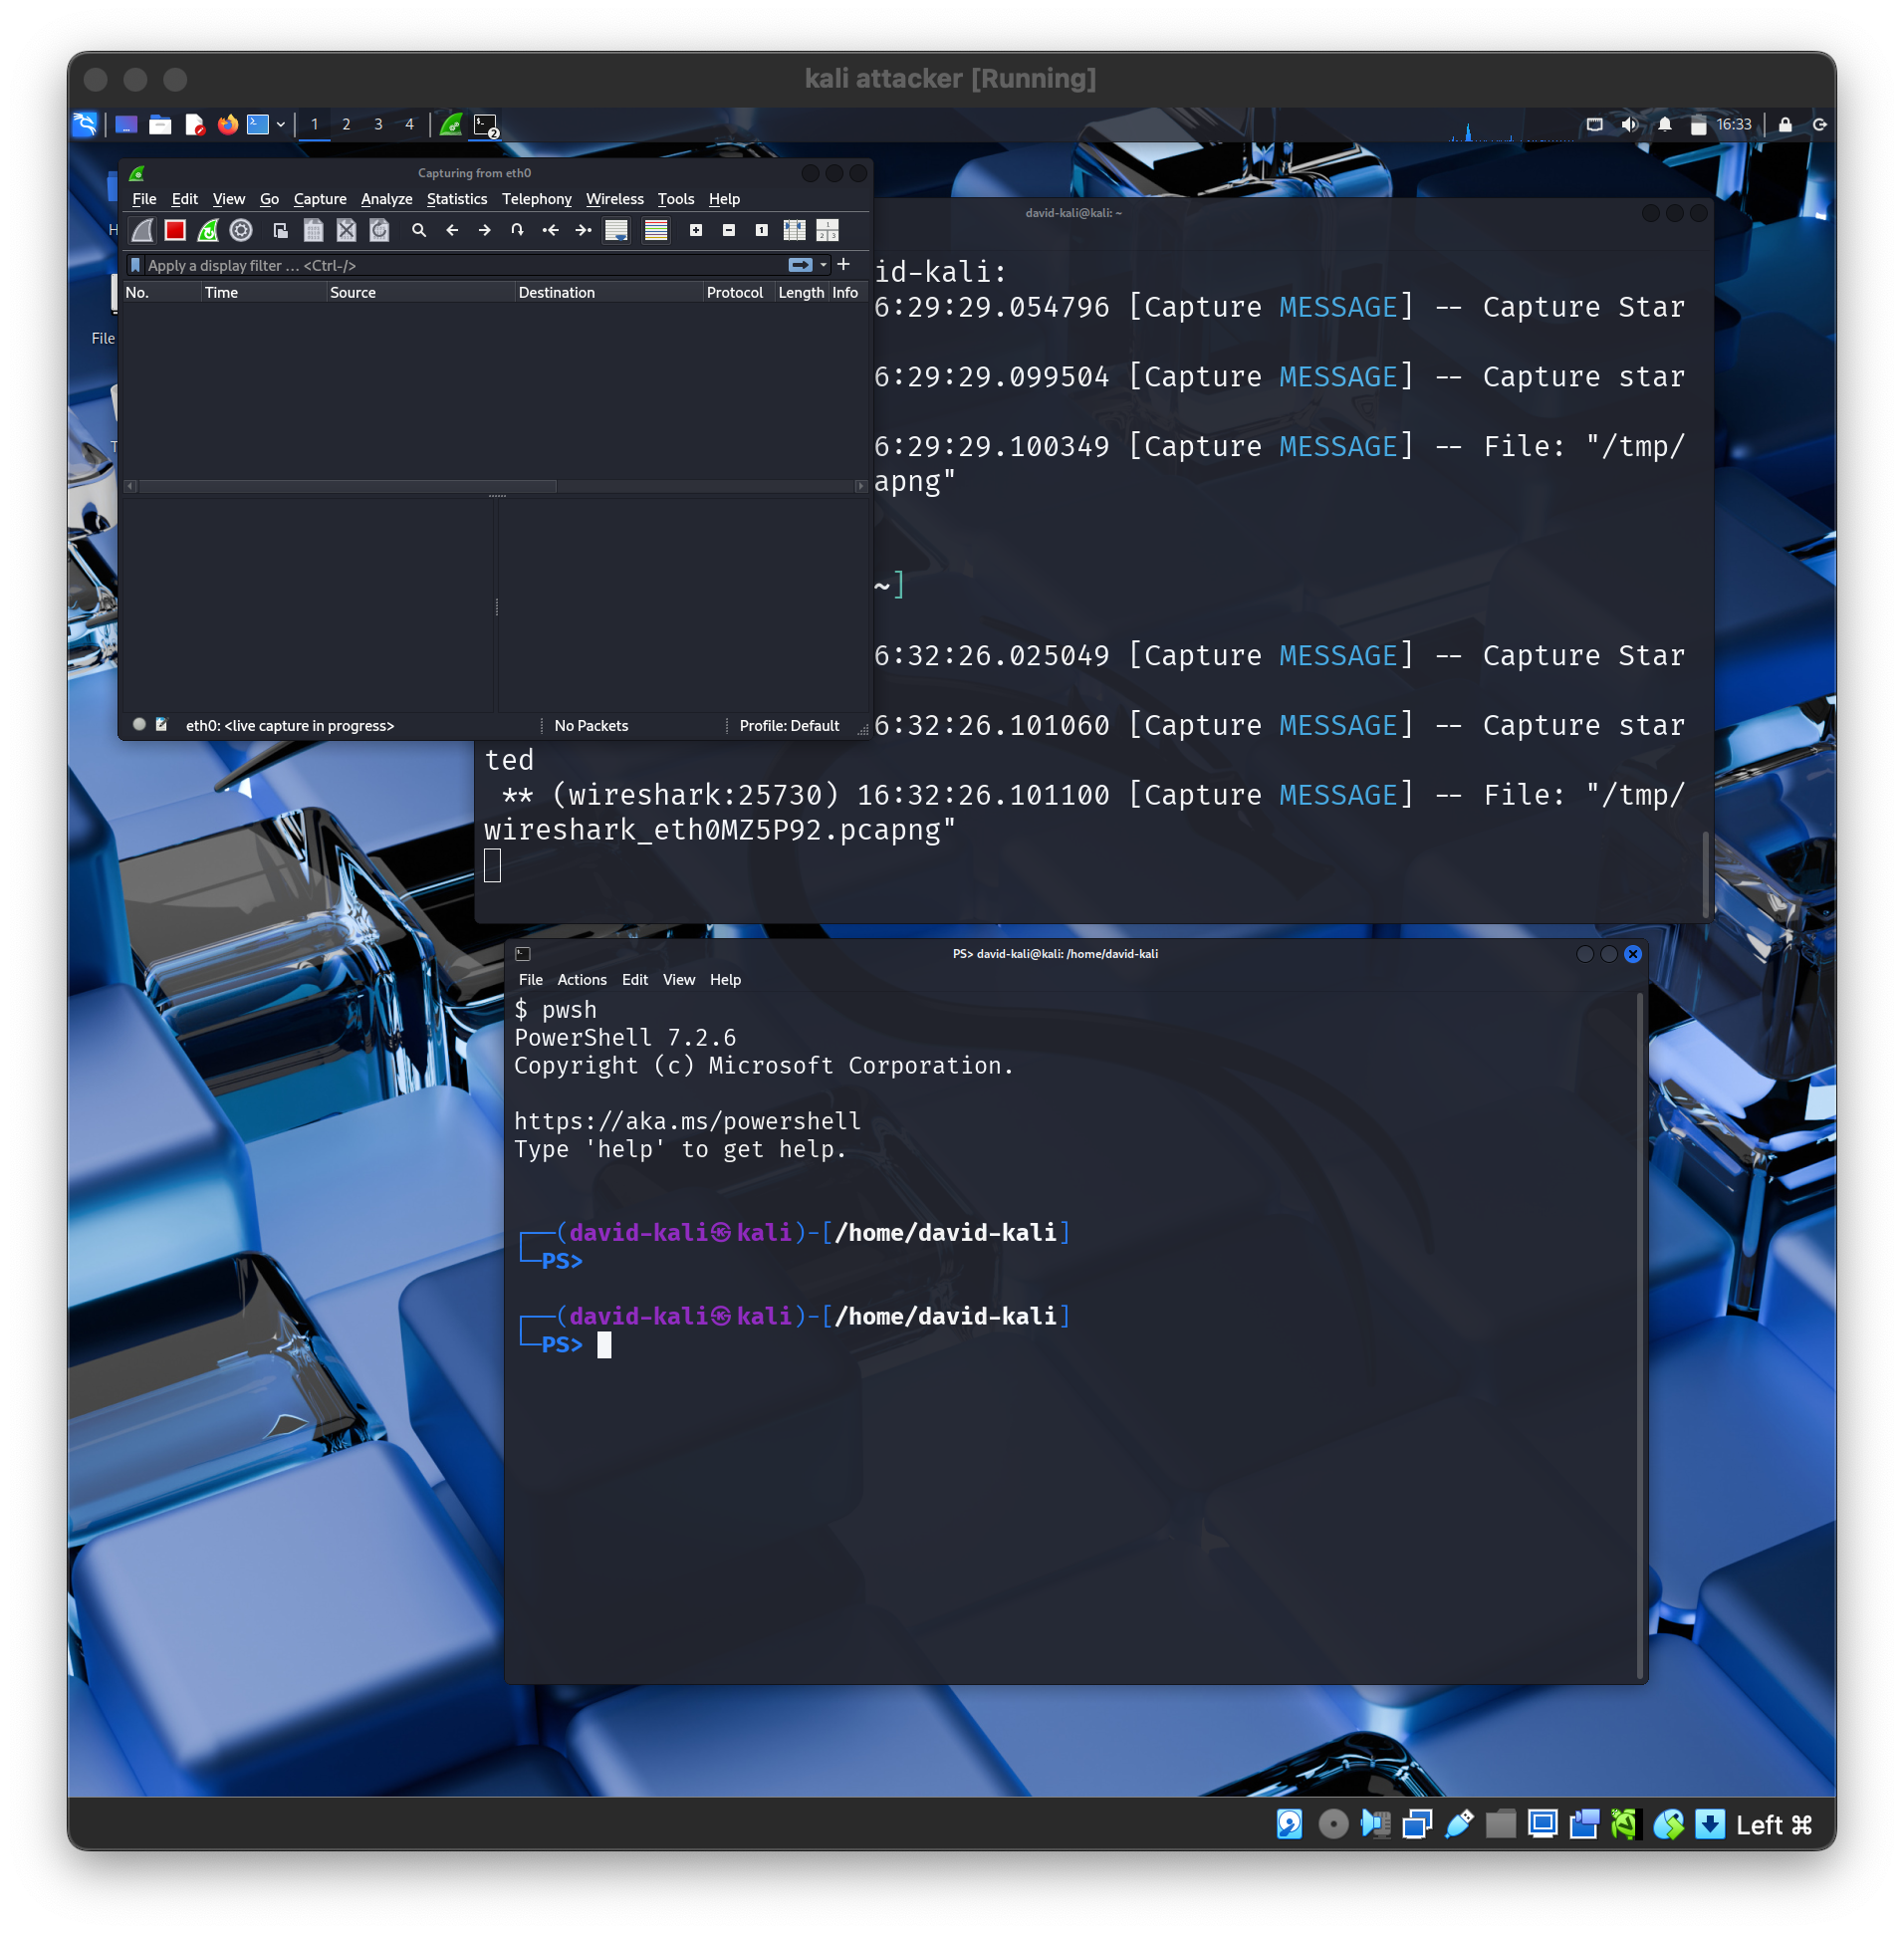 kali attacker [Running]
1 2 3 4
2
16:33
Capturing from eth0
File Edit View Go Capture Analyze Statistics Telephony Wireless Tools Help
Apply a display filter … <Ctrl-/>
No. Time Source Destination Protocol Length Info
eth0: <live capture in progress> No Packets Profile: Default
File
david-kali@kali: ~
id-kali:
6:29:29.054796 [Capture MESSAGE] -- Capture Star
6:29:29.099504 [Capture MESSAGE] -- Capture star
6:29:29.100349 [Capture MESSAGE] -- File: "/tmp/
apng"
~]
6:32:26.025049 [Capture MESSAGE] -- Capture Star
6:32:26.101060 [Capture MESSAGE] -- Capture star
ted
** (wireshark:25730) 16:32:26.101100 [Capture MESSAGE] -- File: "/tmp/
wireshark_eth0MZ5P92.pcapng"
PS> david-kali@kali: /home/david-kali
File Actions Edit View Help
$ pwsh
PowerShell 7.2.6
Copyright (c) Microsoft Corporation.
https://aka.ms/powershell
Type 'help' to get help.
┌──(david-kali㉿kali)-[/home/david-kali]
└─PS>
┌──(david-kali㉿kali)-[/home/david-kali]
└─PS>
Left ⌘